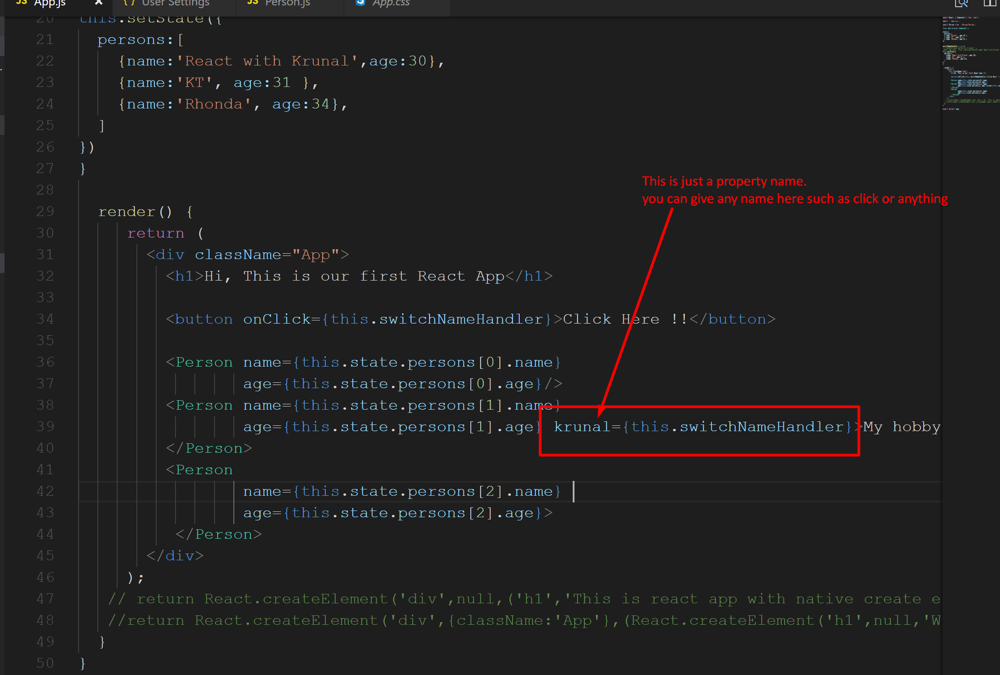 JS App.js × { } User Settings JS Person.js App.css
20 this.setState({
21 persons:[
22 {name:'React with Krunal',age:30},
23 {name:'KT', age:31 },
24 {name:'Rhonda', age:34},
25 ]
26 })
27 }
28
This is just a property name.
you can give any name here such as click or anything
29 render() {
30 return (
31 <div className="App">
32 <h1>Hi, This is our first React App</h1>
33
34 <button onClick={this.switchNameHandler}>Click Here !!</button>
35
36 <Person name={this.state.persons[0].name}
37 age={this.state.persons[0].age}/>
38 <Person name={this.state.persons[1].name}
39 age={this.state.persons[1].age} krunal={this.switchNameHandler}>My hobby
40 </Person>
41 <Person
42 name={this.state.persons[2].name}
43 age={this.state.persons[2].age}>
44 </Person>
45 </div>
46 );
47 // return React.createElement('div',null,('h1','This is react app with native create e
48 //return React.createElement('div',{className:'App'},(React.createElement('h1',null,'W
49 }
50 }